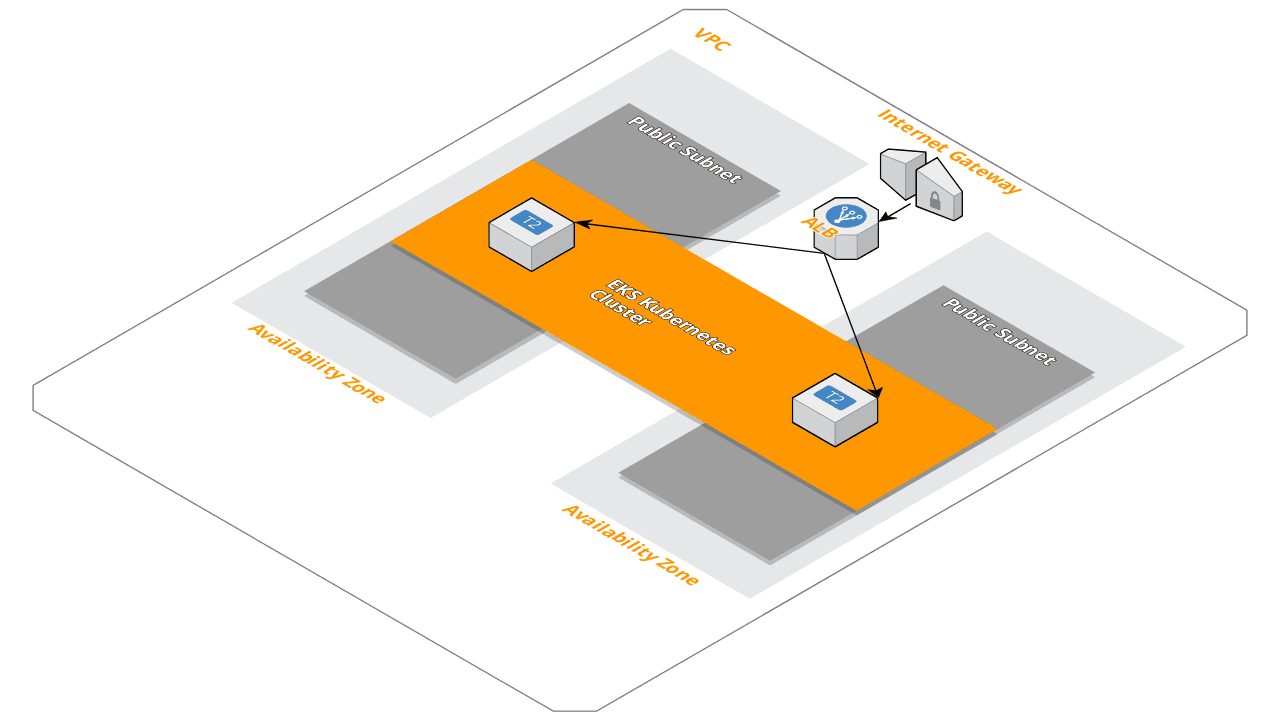 VPC
Internet Gateway
Public Subnet
T2
ALB
EKS Kubernetes
Cluster
Public Subnet
Availability Zone
T2
Availability Zone